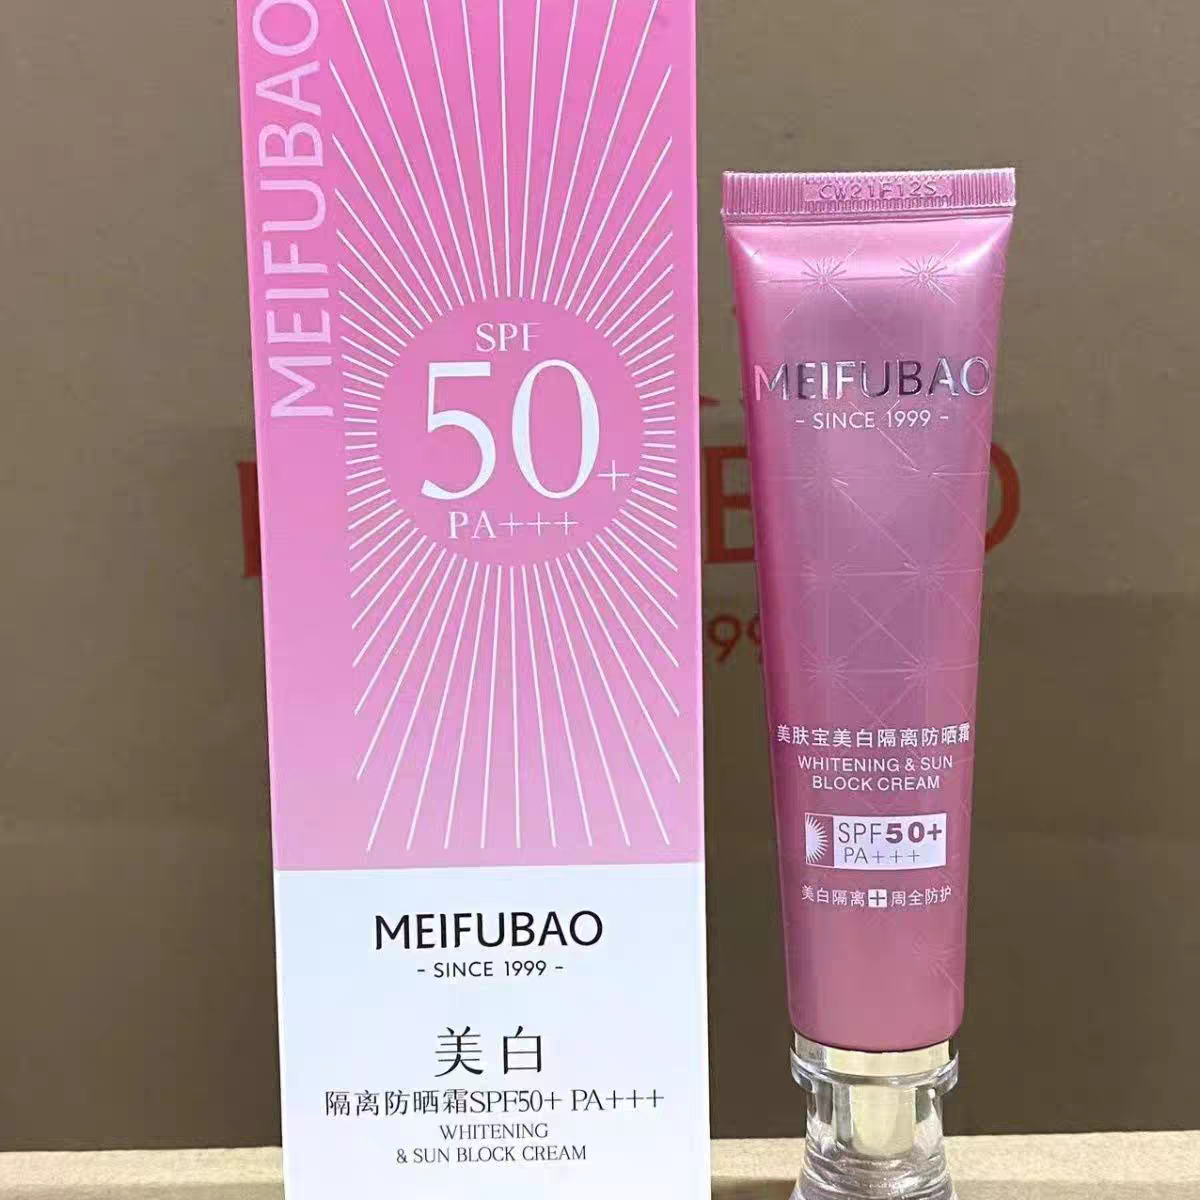 MEIFUBAO
SPF
50+
PA+++
MEIFUBAO
- SINCE 1999 -
美白
隔离防晒霜SPF50+ PA+++
WHITENING
& SUN BLOCK CREAM
CW21F12S
MEIFUBAO
- SINCE 1999 -
美肤宝美白隔离防晒霜
WHITENING & SUN
BLOCK CREAM
SPF50+
PA+++
美白隔离+周全防护